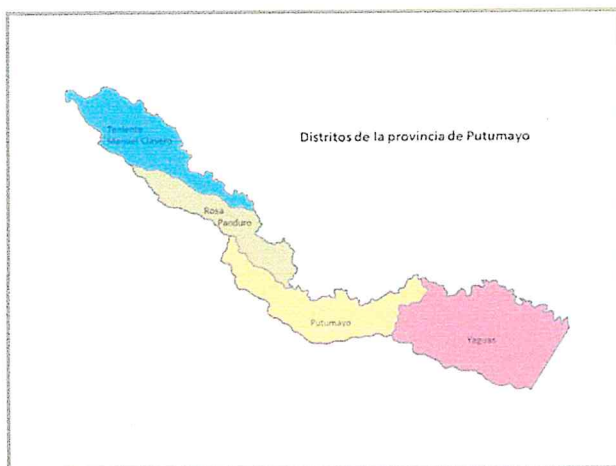 Distritos de la provincia de Putumayo
Teniente
Manuel Clavero
Rosa
Panduro
Putumayo
Yaguas